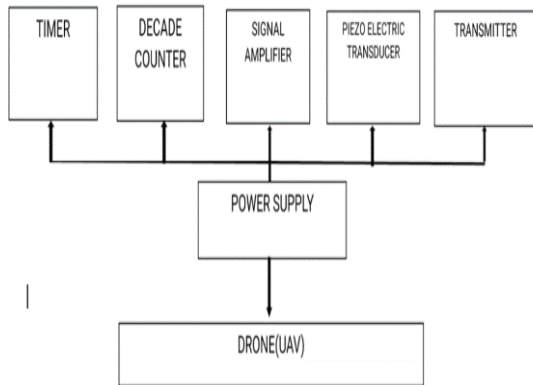 TIMER
DECADE
COUNTER
SIGNAL
AMPLIFIER
PIEZO ELECTRIC
TRANSDUCER
TRANSMITTER
POWER SUPPLY
DRONE(UAV)